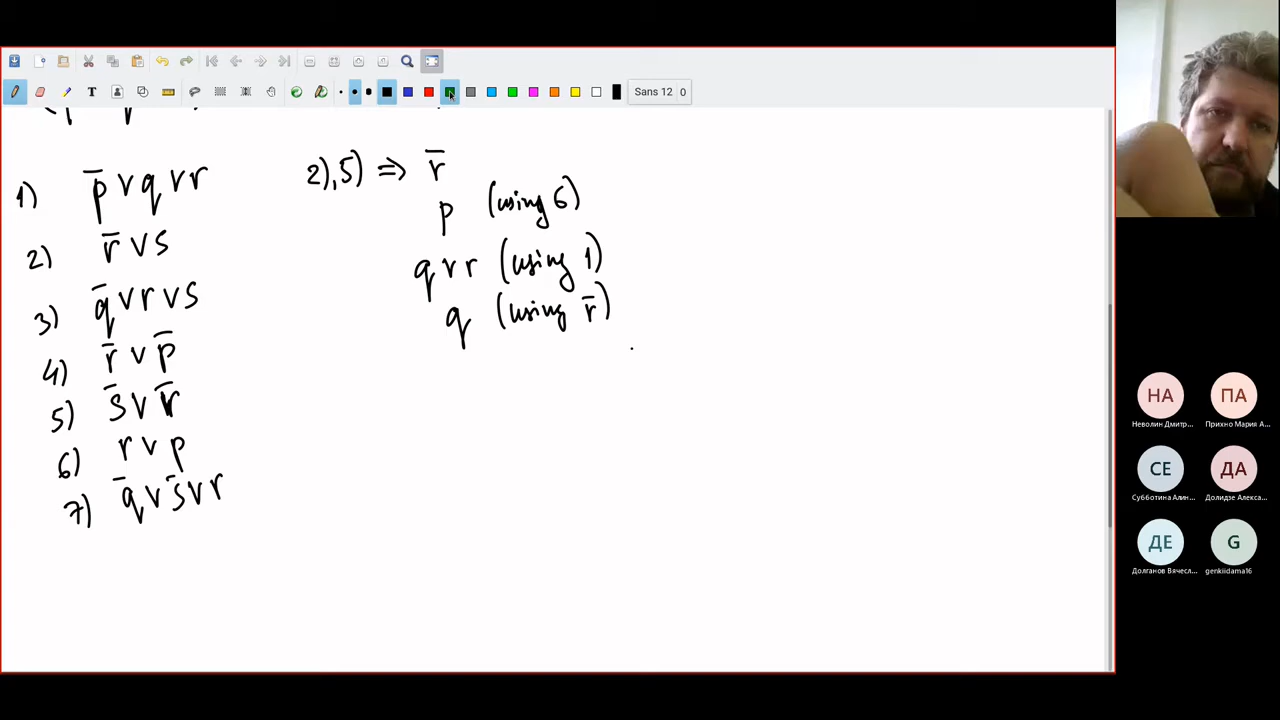 Sans 12 0
1) p̅ ∨ q ∨ r
2) r̅ ∨ s
3) q̅ ∨ r ∨ s
4) r̅ ∨ p̅
5) s̅ ∨ r̅
6) r ∨ p
7) q̅ ∨ s̅ ∨ r
2), 5) ⇒ r̅
p (using 6)
q ∨ r (using 1)
q (using r̅)
НА ПА
Неволин Дмитр... Прихно Мария А...
СЕ ДА
Субботина Алин... Долидзе Алекса...
ДЕ G
Долганов Вячесл... genkiidama16